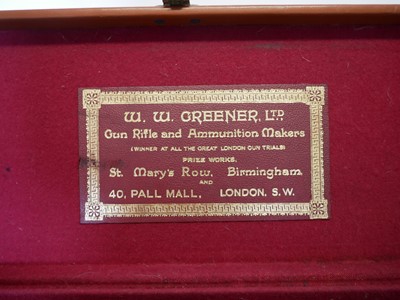 W. W. GREENER, LTD.
Gun Rifle and Ammunition Makers
(WINNER AT ALL THE GREAT LONDON GUN TRIALS)
PRIZE WORKS.
St. Mary's Row, Birmingham
AND
40, PALL MALL, LONDON. S.W.